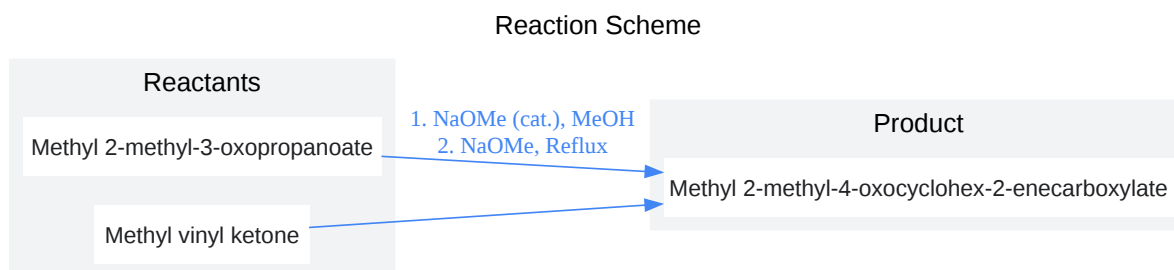 Reaction Scheme
Reactants
Methyl 2-methyl-3-oxopropanoate
Methyl vinyl ketone
1. NaOMe (cat.), MeOH
2. NaOMe, Reflux
Product
Methyl 2-methyl-4-oxocyclohex-2-enecarboxylate